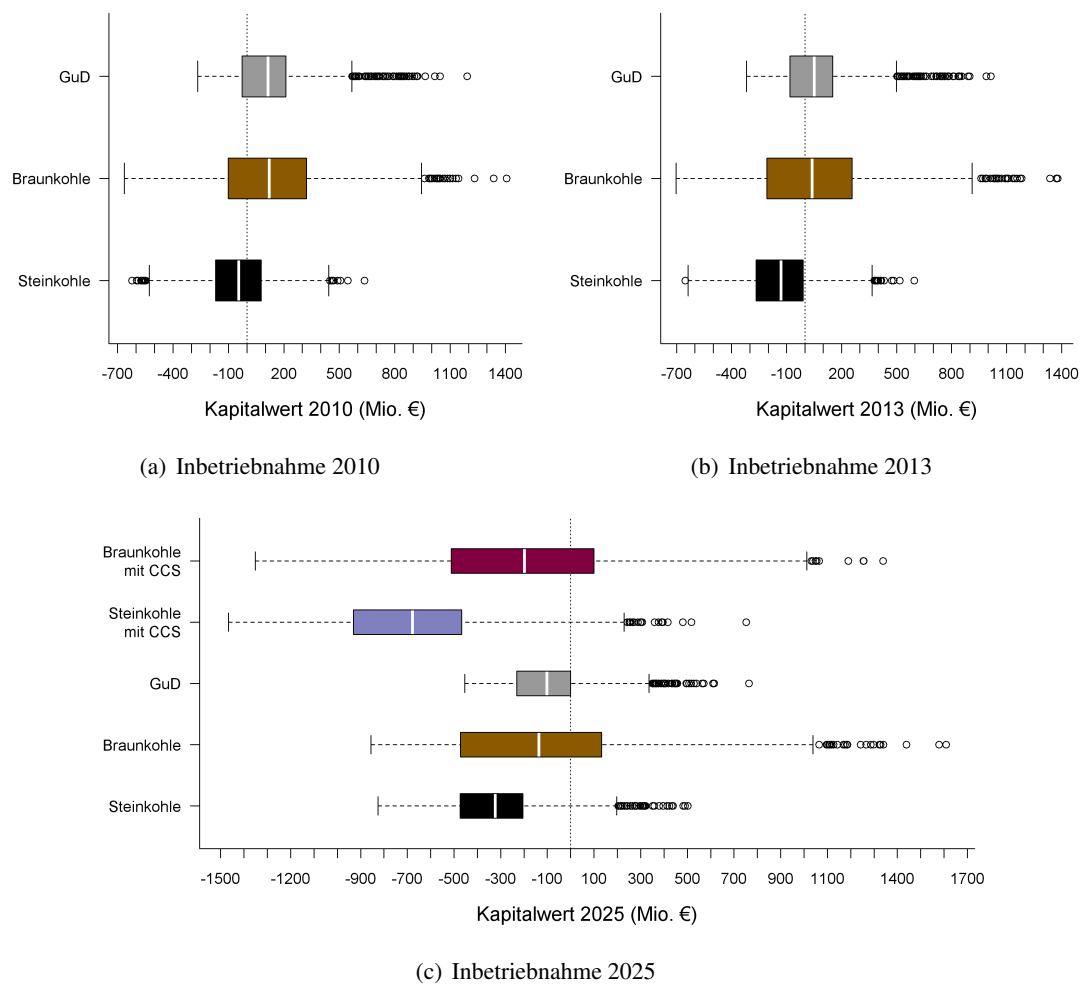 GuD
Braunkohle
Steinkohle
-700 -400 -100 200 500 800 1100 1400
Kapitalwert 2010 (Mio. €)
(a) Inbetriebnahme 2010
GuD
Braunkohle
Steinkohle
-700 -400 -100 200 500 800 1100 1400
Kapitalwert 2013 (Mio. €)
(b) Inbetriebnahme 2013
Braunkohle
mit CCS
Steinkohle
mit CCS
GuD
Braunkohle
Steinkohle
-1500 -1200 -900 -700 -500 -300 -100 100 300 500 700 900 1100 1400 1700
Kapitalwert 2025 (Mio. €)
(c) Inbetriebnahme 2025